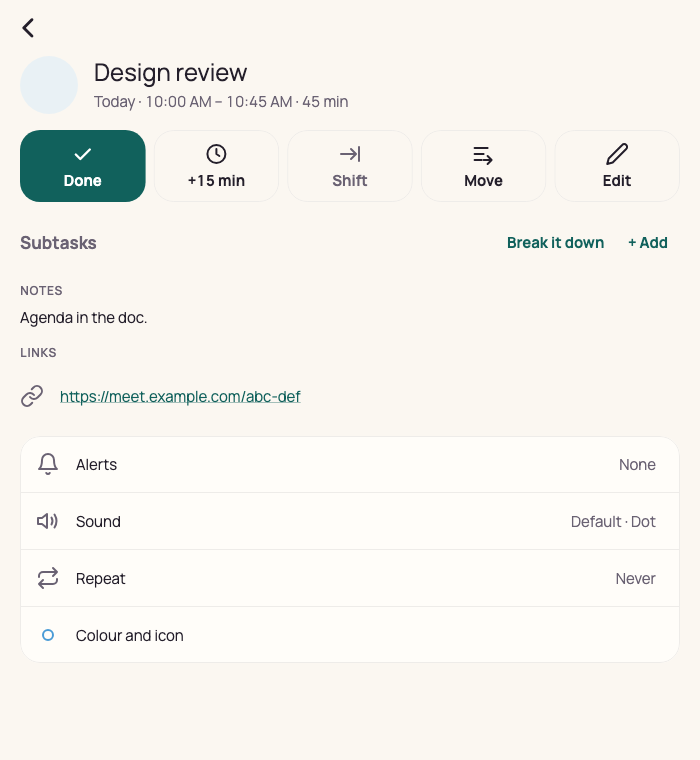 Design review
Today · 10:00 AM – 10:45 AM · 45 min
Done
+15 min
Shift
Move
Edit
Subtasks
Break it down
+ Add
NOTES
Agenda in the doc.
LINKS
https://meet.example.com/abc-def
Alerts
None
Sound
Default · Dot
Repeat
Never
Colour and icon